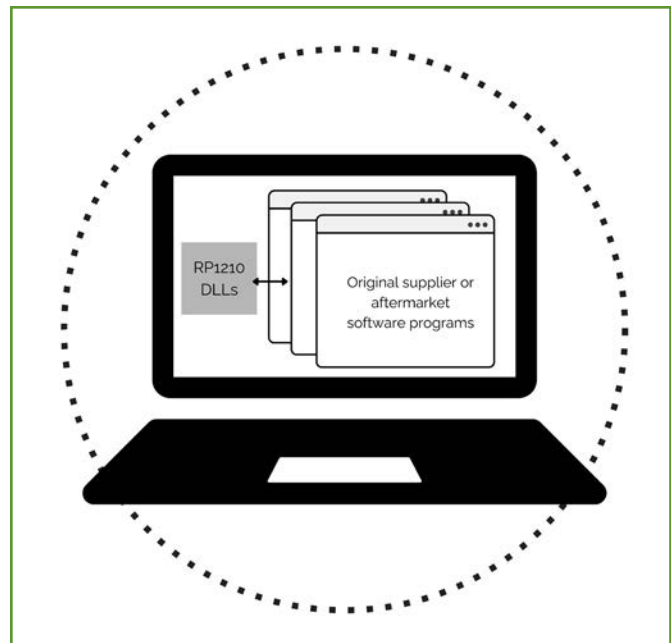 RP1210
DLLs
Original supplier or
aftermarket
software programs